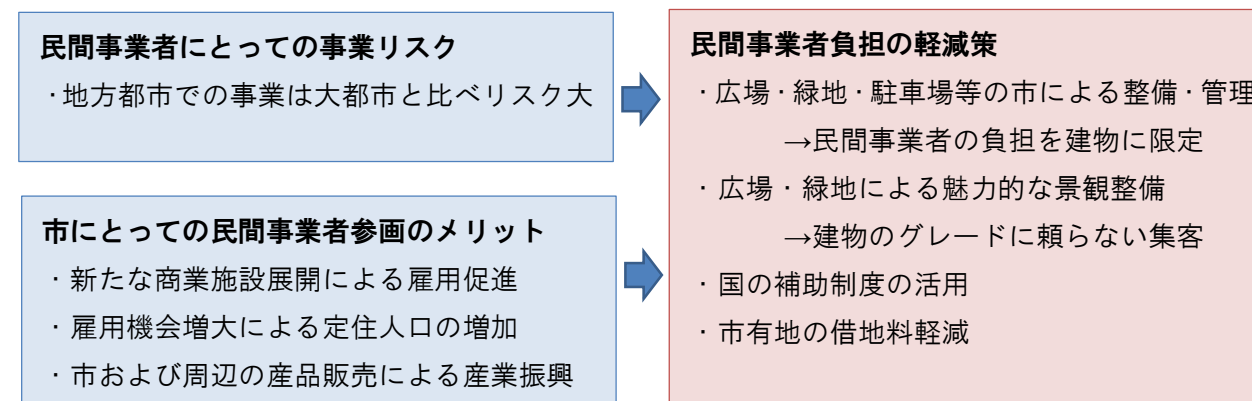 民間事業者にとっての事業リスク
・地方都市での事業は大都市と比べリスク大
市にとっての民間事業者参画のメリット
・新たな商業施設展開による雇用促進
・雇用機会増大による定住人口の増加
・市および周辺の産品販売による産業振興
民間事業者負担の軽減策
・広場・緑地・駐車場等の市による整備・管理
→民間事業者の負担を建物に限定
・広場・緑地による魅力的な景観整備
→建物のグレードに頼らない集客
・国の補助制度の活用
・市有地の借地料軽減